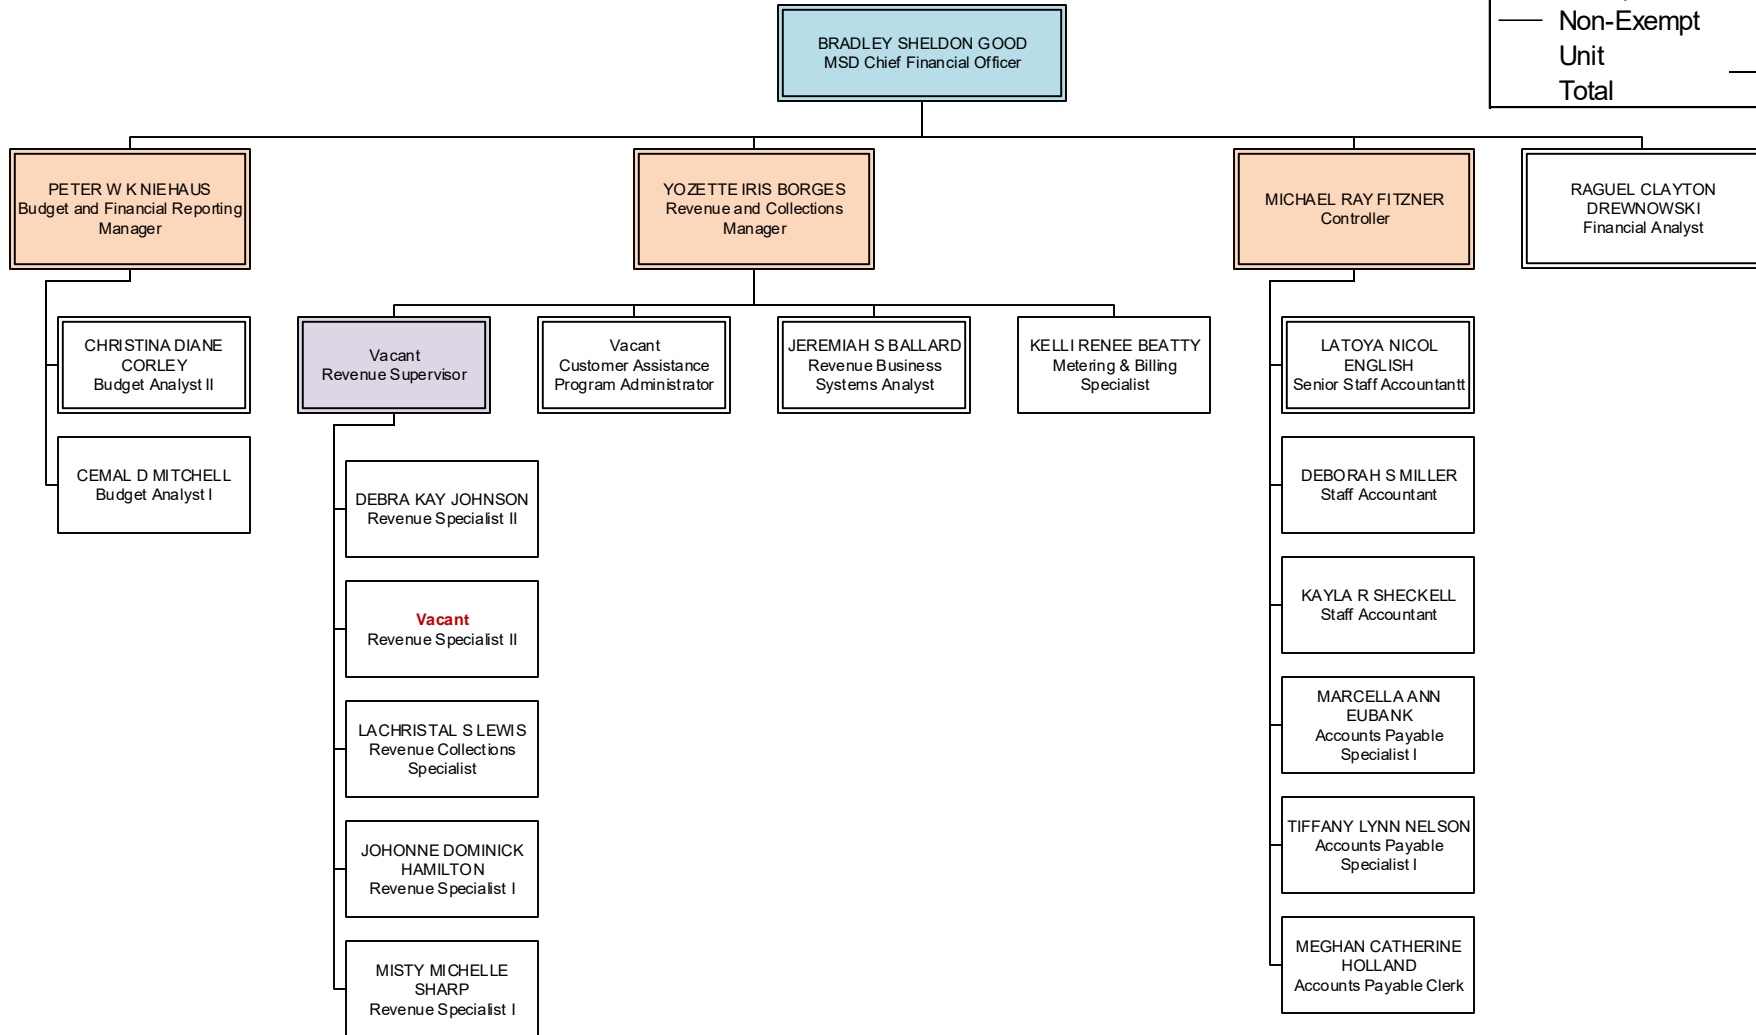 Non-Exempt
Unit
Total
BRADLEY SHELDON GOOD
MSD Chief Financial Officer
PETER W K NIEHAUS
Budget and Financial Reporting
Manager
YOZETTE IRIS BORGES
Revenue and Collections
Manager
MICHAEL RAY FITZNER
Controller
RAGUEL CLAYTON
DREWNOWSKI
Financial Analyst
CHRISTINA DIANE
CORLEY
Budget Analyst II
CEMAL D MITCHELL
Budget Analyst I
Vacant
Revenue Supervisor
Vacant
Customer Assistance
Program Administrator
JEREMIAH S BALLARD
Revenue Business
Systems Analyst
KELLI RENEE BEATTY
Metering & Billing
Specialist
DEBRA KAY JOHNSON
Revenue Specialist II
Vacant
Revenue Specialist II
LACHRISTAL S LEWIS
Revenue Collections
Specialist
JOHONNE DOMINICK
HAMILTON
Revenue Specialist I
MISTY MICHELLE
SHARP
Revenue Specialist I
LATOYA NICOL
ENGLISH
Senior Staff Accountantt
DEBORAH S MILLER
Staff Accountant
KAYLA R SHECKELL
Staff Accountant
MARCELLA ANN
EUBANK
Accounts Payable
Specialist I
TIFFANY LYNN NELSON
Accounts Payable
Specialist I
MEGHAN CATHERINE
HOLLAND
Accounts Payable Clerk